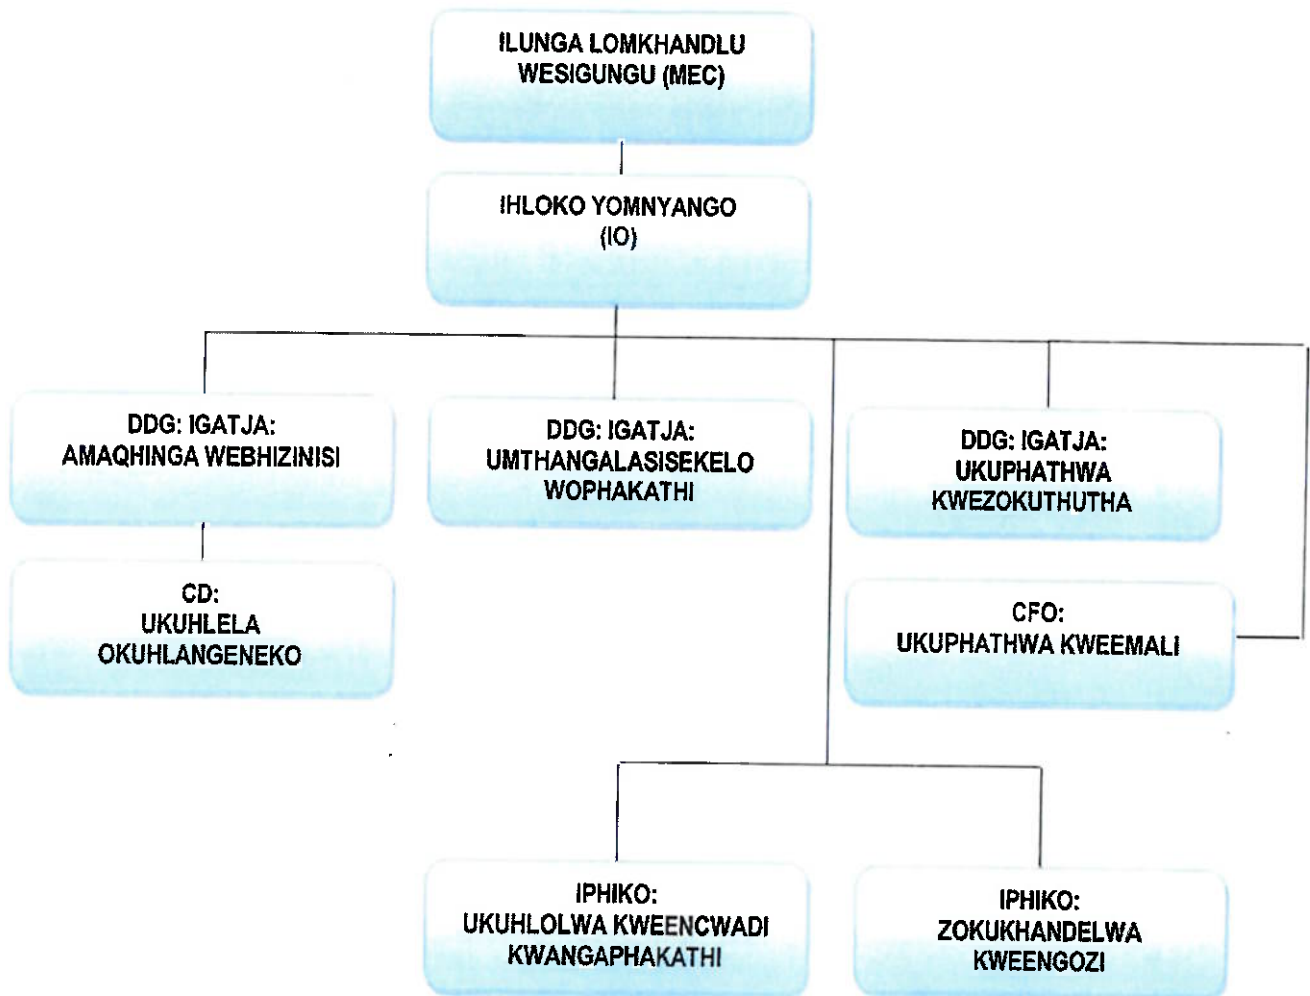 ILUNGA LOMKHANDLU
WESIGUNGU (MEC)
IHLOKO YOMNYANGO
(IO)
DDG: IGATJA:
AMAQHINGA WEBHIZINISI
DDG: IGATJA:
UMTHANGALASISEKELO
WOPHAKATHI
DDG: IGATJA:
UKUPHATHWA
KWEZOKUTHUTHA
CD:
UKUHLELA
OKUHLANGENEKO
CFO:
UKUPHATHWA KWEEMALI
IPHIKO:
UKUHLOLWA KWEENCWADI
KWANGAPHAKATHI
IPHIKO:
ZOKUKHANDELWA
KWEENGOZI